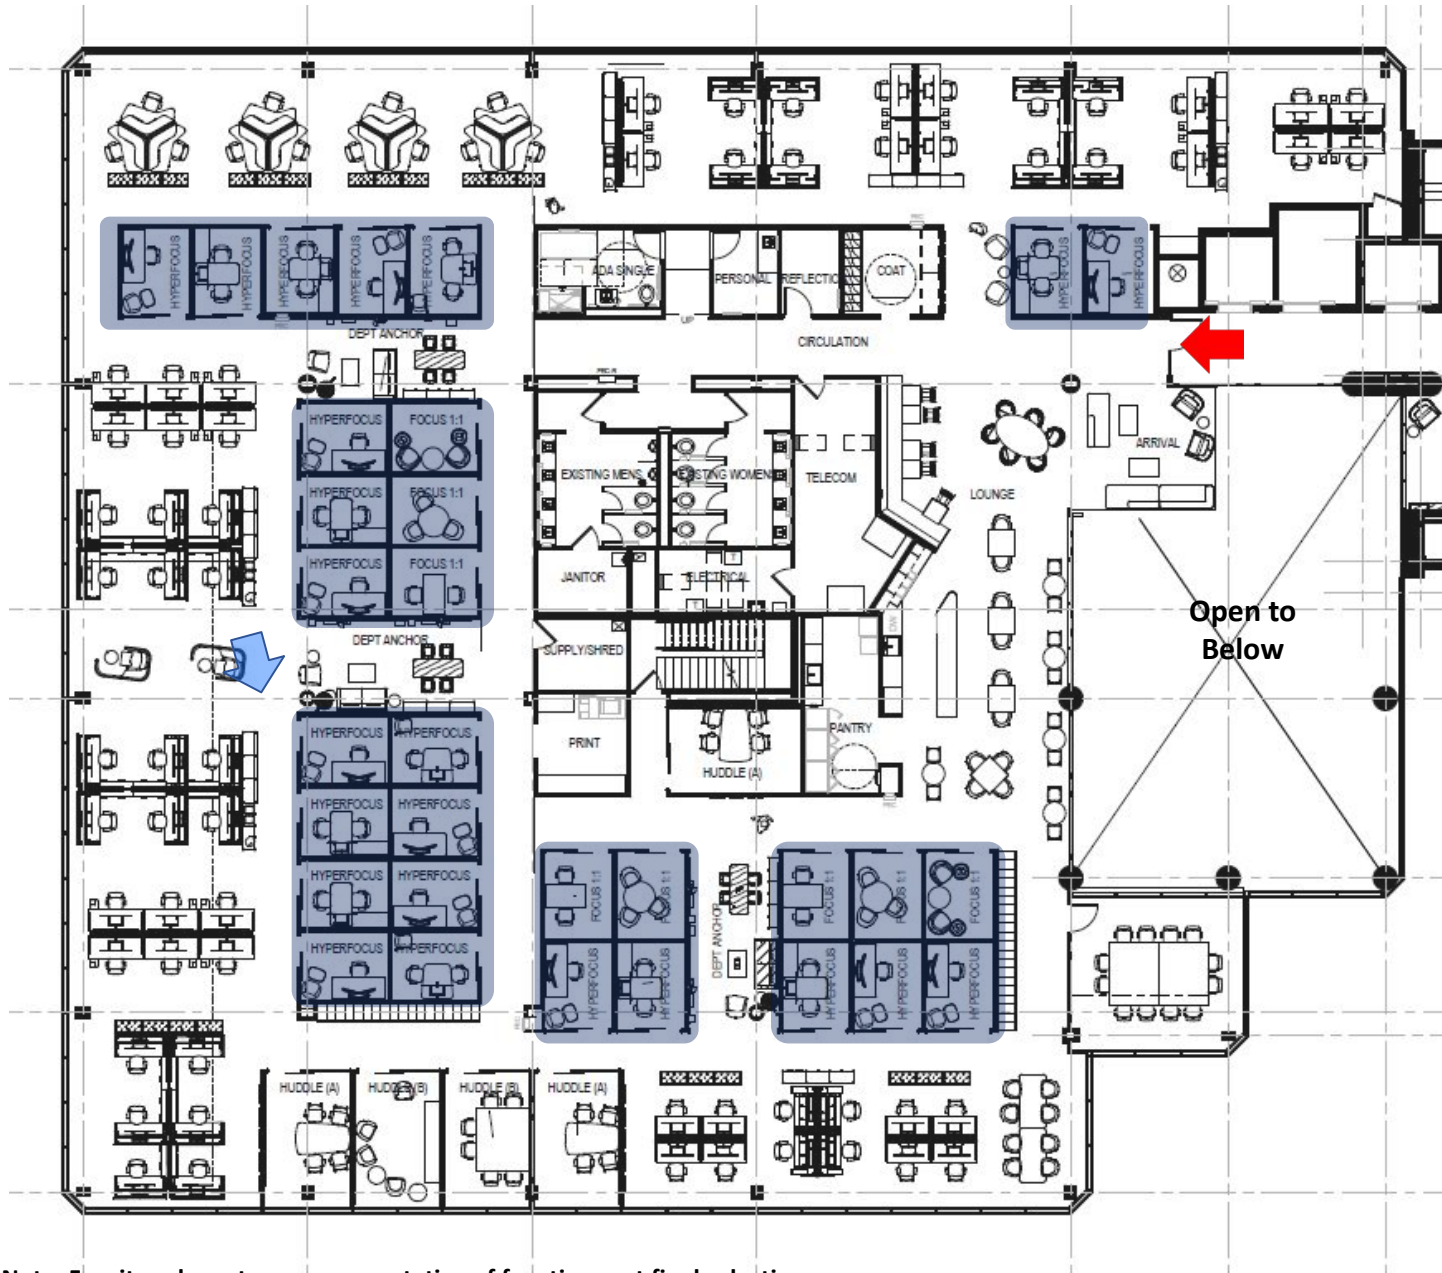 HYPERFOCUS
HYPERFOCUS
HYPERFOCUS
HYPERFOCUS
HYPERFOCUS
ADA SINGLE
PERSONAL
REFLECTIO
COAT
HYPERFOCUS
HYPERFOCUS
UP
DEPT ANCHOR
CIRCULATION
HYPERFOCUS
FOCUS 1:1
ARRIVAL
EXISTING MENS
EXISTING WOMENS
TELECOM
HYPERFOCUS
FOCUS 1:1
LOUNGE
HYPERFOCUS
FOCUS 1:1
JANITOR
ELECTRICAL
Open to
Below
DW
DEPT ANCHOR
SUPPLY/SHRED
HYPERFOCUS
HYPERFOCUS
PRINT
PANTRY
HUDDLE (A)
HYPERFOCUS
HYPERFOCUS
HYPERFOCUS
HYPERFOCUS
FOCUS 1:1
FOCUS 1:1
DEPT ANCHOR
FOCUS 1:1
FOCUS 1:1
FOCUS 1:1
HYPERFOCUS
HYPERFOCUS
HYPERFOCUS
HYPERFOCUS
HYPERFOCUS
HYPERFOCUS
HYPERFOCUS
HUDDLE (A)
HUDDLE (B)
HUDDLE (B)
HUDDLE (A)